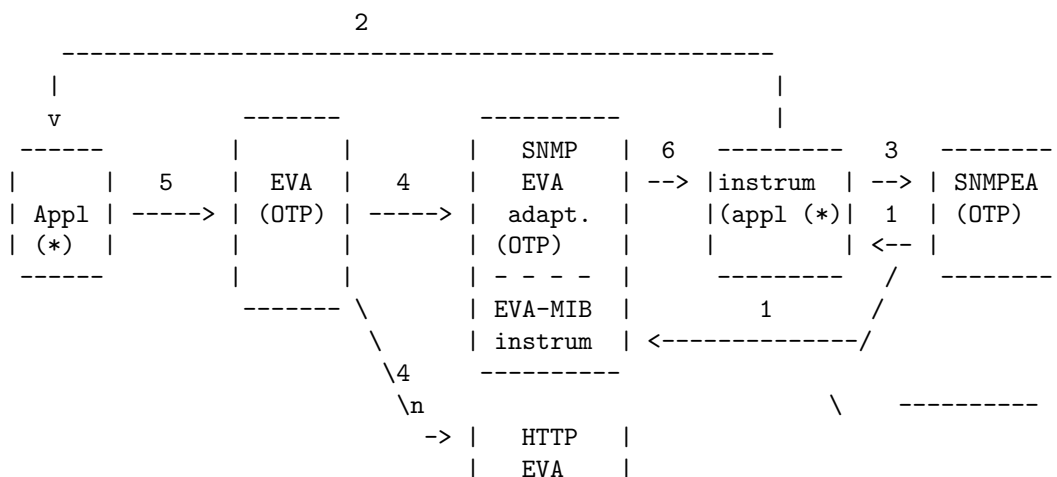 2
---------------------------------------------------
| |
v ------- ---------- |
------ | | | SNMP | 6 --------- 3 --------
| | 5 | EVA | 4 | EVA | --> |instrum | --> | SNMPEA
| Appl | -----> | (OTP) | -----> | adapt. | |(appl (*)| 1 | (OTP)
| (*) | | | | (OTP) | | | <-- |
------ | | | - - - - | --------- / --------
------- \ | EVA-MIB | 1 /
\ | instrum | <--------------/
\4 ----------
\n \ ----------
-> | HTTP |
| EVA |